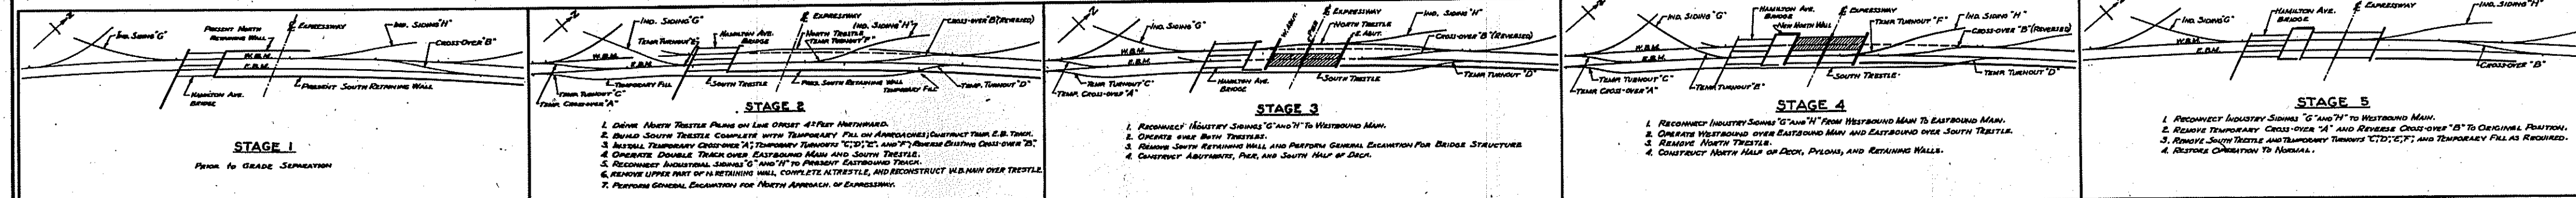 IND. SIDING "G"
PRESENT NORTH
RETAINING WALL
℄ EXPRESSWAY
IND. SIDING "H"
CROSS-OVER "B"
W.B.M.
E.B.M.
HAMILTON AVE.
BRIDGE
PRESENT SOUTH RETAINING WALL
STAGE 1
PRIOR TO GRADE SEPARATION
IND. SIDING "G"
TEMP. TURNOUT "E"
HAMILTON AVE.
BRIDGE
℄ EXPRESSWAY
IND. SIDING "H"
NORTH TRESTLE
TEMP. TURNOUT "F"
CROSS-OVER "B" (REVERSED)
W.B.M.
E.B.M.
TEMPORARY FILL
TEMP. TURNOUT "C"
TEMP. CROSS-OVER "A"
SOUTH TRESTLE
PRES. SOUTH RETAINING WALL
TEMPORARY FILL
TEMP. TURNOUT "D"
STAGE 2
1. DRIVE NORTH TRESTLE PILING ON LINE OFFSET 4± FEET NORTHWARD.
2. BUILD SOUTH TRESTLE COMPLETE WITH TEMPORARY FILL ON APPROACHES; CONSTRUCT TEMP. E.B. TRACK.
3. INSTALL TEMPORARY CROSS-OVER "A"; TEMPORARY TURNOUTS "C", "D", "E", AND "F"; REVERSE EXISTING CROSS-OVER "B".
4. OPERATE DOUBLE TRACK OVER EASTBOUND MAIN AND SOUTH TRESTLE.
5. RECONNECT INDUSTRIAL SIDINGS "G" AND "H" TO PRESENT EASTBOUND TRACK.
6. REMOVE UPPER PART OF N. RETAINING WALL, COMPLETE N. TRESTLE, AND RECONSTRUCT W.B. MAIN OVER TRESTLE.
7. PERFORM GENERAL EXCAVATION FOR NORTH APPROACH OF EXPRESSWAY.
IND. SIDING "G"
W. ABUT.
℄ PIER
℄ EXPRESSWAY
NORTH TRESTLE
E. ABUT.
IND. SIDING "H"
CROSS-OVER "B" (REVERSED)
W.B.M.
E.B.M.
TEMP. TURNOUT "C"
TEMP. CROSS-OVER "A"
HAMILTON AVE.
BRIDGE
SOUTH TRESTLE
TEMP. TURNOUT "D"
STAGE 3
1. RECONNECT INDUSTRY SIDINGS "G" AND "H" TO WESTBOUND MAIN.
2. OPERATE OVER BOTH TRESTLES.
3. REMOVE SOUTH RETAINING WALL AND PERFORM GENERAL EXCAVATION FOR BRIDGE STRUCTURE
4. CONSTRUCT ABUTMENTS, PIER, AND SOUTH HALF OF DECK.
IND. SIDING "G"
HAMILTON AVE.
BRIDGE
NEW NORTH WALL
℄ EXPRESSWAY
TEMP. TURNOUT "F"
IND. SIDING "H"
CROSS-OVER "B" (REVERSED)
W.B.M.
E.B.M.
TEMP. TURNOUT "C"
TEMP. CROSS-OVER "A"
TEMP. TURNOUT "E"
SOUTH TRESTLE
TEMP. TURNOUT "D"
STAGE 4
1. RECONNECT INDUSTRY SIDINGS "G" AND "H" FROM WESTBOUND MAIN TO EASTBOUND MAIN.
2. OPERATE WESTBOUND OVER EASTBOUND MAIN AND EASTBOUND OVER SOUTH TRESTLE.
3. REMOVE NORTH TRESTLE.
4. CONSTRUCT NORTH HALF OF DECK, PYLONS, AND RETAINING WALLS.
IND. SIDING "G"
HAMILTON AVE.
BRIDGE
℄ EXPRESSWAY
IND. SIDING "H"
W.B.M.
E.B.M.
CROSS-OVER "B"
STAGE 5
1. RECONNECT INDUSTRY SIDINGS "G" AND "H" TO WESTBOUND MAIN.
2. REMOVE TEMPORARY CROSS-OVER "A" AND REVERSE CROSS-OVER "B" TO ORIGINAL POSITION.
3. REMOVE SOUTH TRESTLE AND TEMPORARY TURNOUTS "C", "D", "E", "F"; AND TEMPORARY FILL AS REQUIRED.
4. RESTORE OPERATION TO NORMAL.